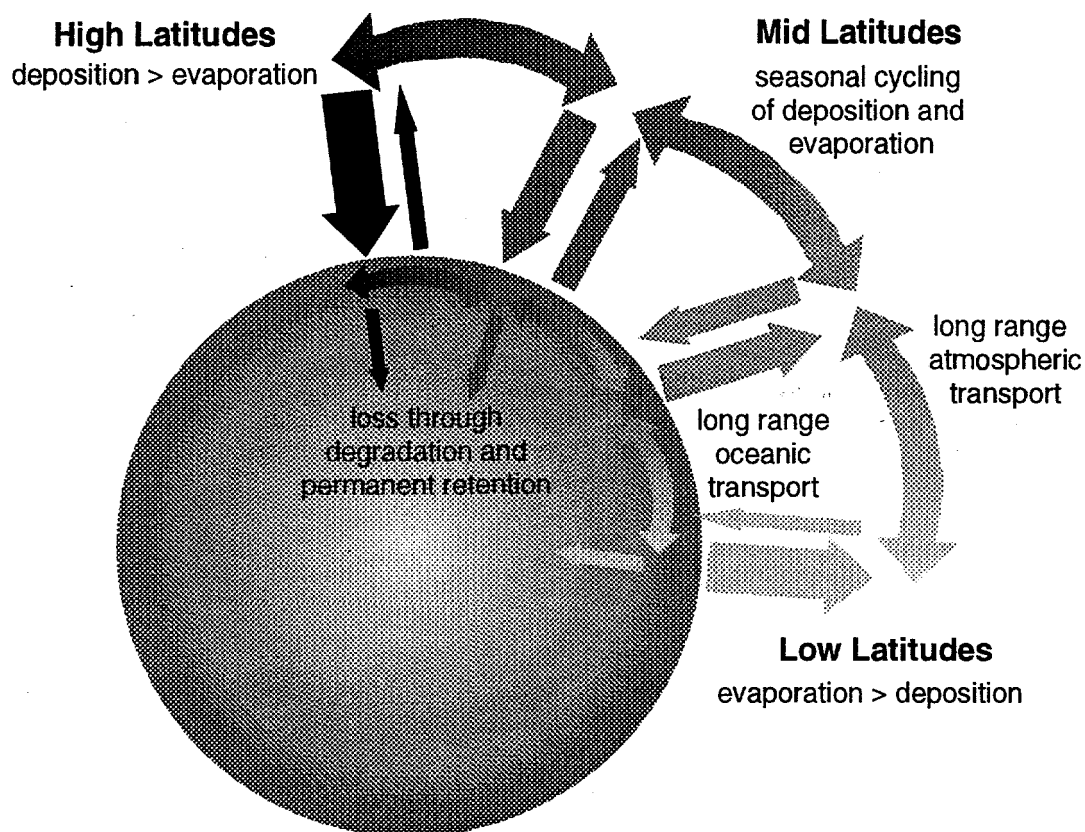 High Latitudes
deposition > evaporation
Mid Latitudes
seasonal cycling
of deposition and
evaporation
long range
atmospheric
transport
long range
oceanic
transport
loss through
degradation and
permanent retention
Low Latitudes
evaporation > deposition